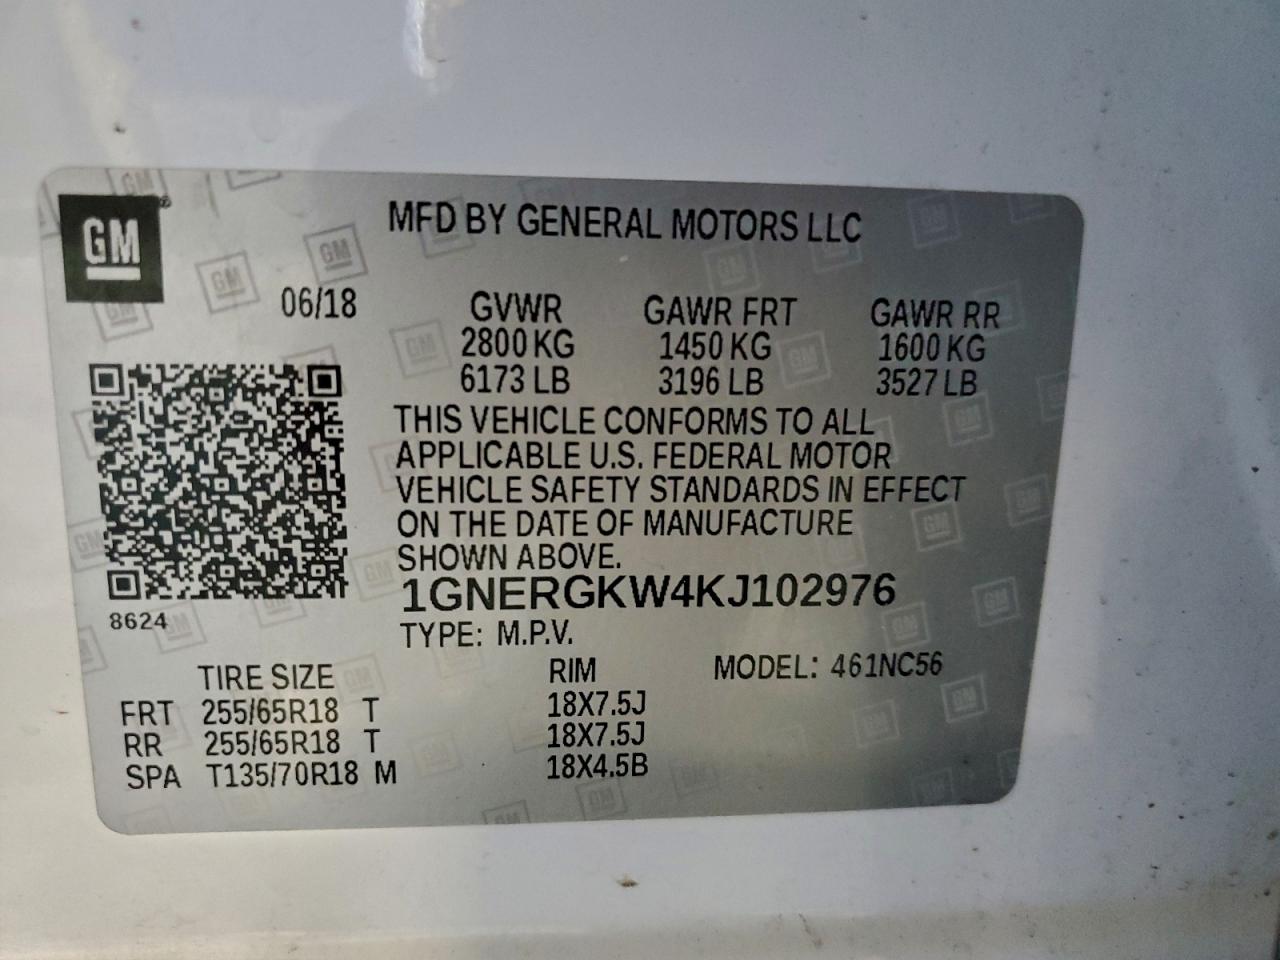 GM
MFD BY GENERAL MOTORS LLC
06/18 GVWR GAWR FRT GAWR RR
2800 KG 1450 KG 1600 KG
6173 LB 3196 LB 3527 LB
THIS VEHICLE CONFORMS TO ALL
APPLICABLE U.S. FEDERAL MOTOR
VEHICLE SAFETY STANDARDS IN EFFECT
ON THE DATE OF MANUFACTURE
SHOWN ABOVE.
1GNERGKW4KJ102976
8624
TYPE: M.P.V.
TIRE SIZE RIM MODEL: 461NC56
FRT 255/65R18 T 18X7.5J
RR 255/65R18 T 18X7.5J
SPA T135/70R18 M 18X4.5B